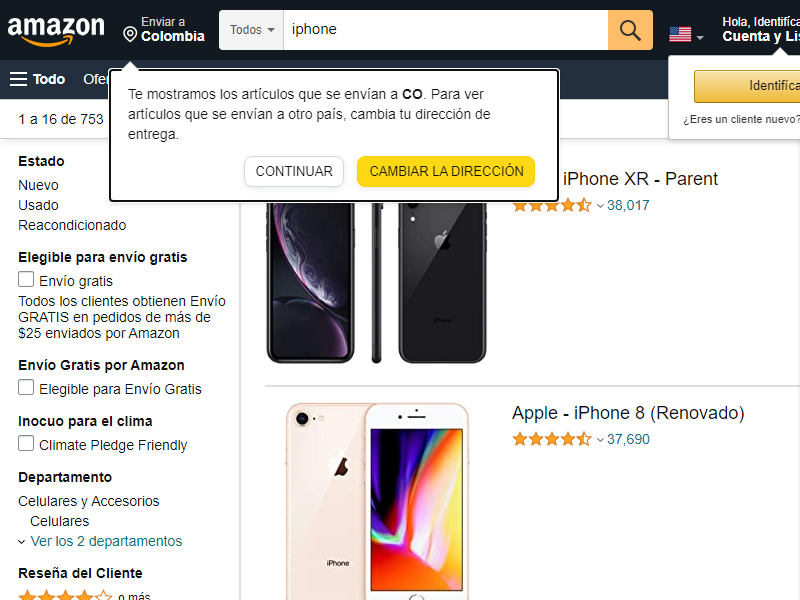 amazon
Enviar a
Colombia
Todos
iphone
Hola, Identifica
Cuenta y Lis
Todo
Ofer
Identifica
¿Eres un cliente nuevo?
Te mostramos los artículos que se envían a CO. Para ver
artículos que se envían a otro país, cambia tu dirección de
entrega.
CONTINUAR
CAMBIAR LA DIRECCIÓN
1 a 16 de 753
Estado
Nuevo
Usado
Reacondicionado
Elegible para envío gratis
Envío gratis
Todos los clientes obtienen Envío
GRATIS en pedidos de más de
$25 enviados por Amazon
Envío Gratis por Amazon
Elegible para Envío Gratis
Inocuo para el clima
Climate Pledge Friendly
Departamento
Celulares y Accesorios
Celulares
Ver los 2 departamentos
Reseña del Cliente
o más
iPhone XR - Parent
38,017
Apple - iPhone 8 (Renovado)
37,690
iPhone